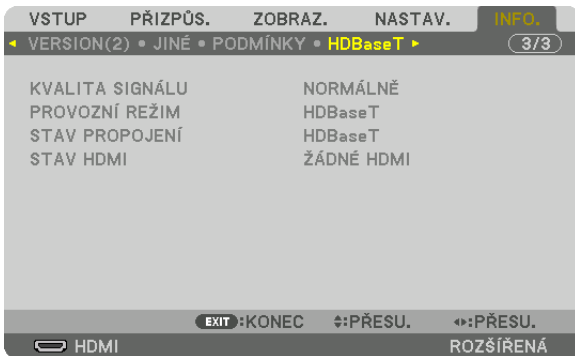 VSTUP PŘIZPŮS. ZOBRAZ. NASTAV. INFO.
VERSION(2) • JINÉ • PODMÍNKY • HDBaseT 3/3
KVALITA SIGNÁLU NORMÁLNĚ
PROVOZNÍ REŽIM HDBaseT
STAV PROPOJENÍ HDBaseT
STAV HDMI ŽÁDNÉ HDMI
EXIT :KONEC :PŘESU. :PŘESU.
HDMI ROZŠÍŘENÁ